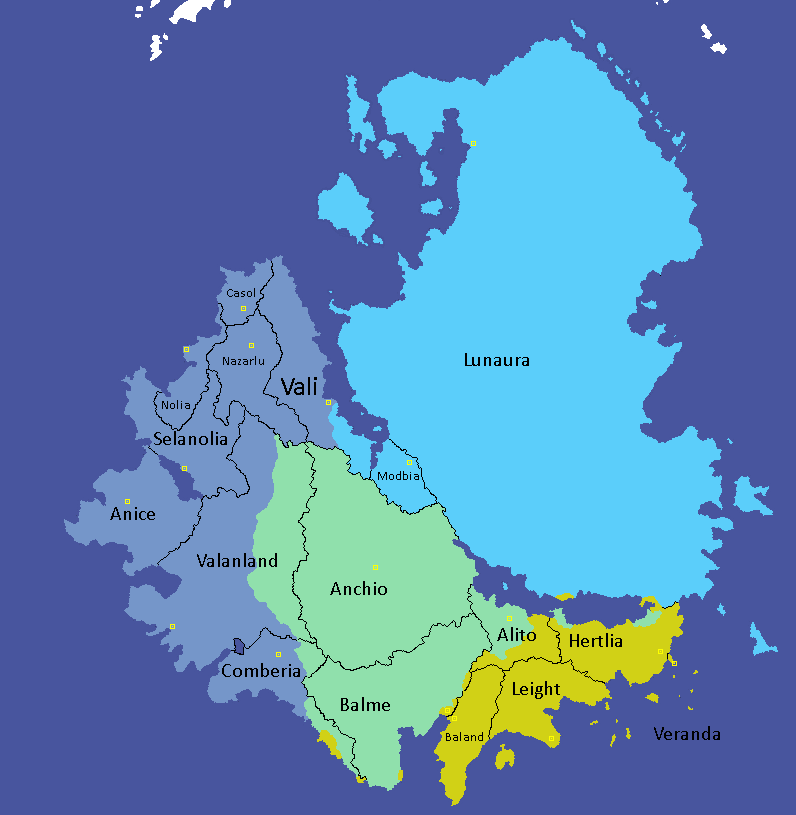 Casol
Lunaura
Nazarlu
Vali
Nolia
Selanolia
Modbia
Anice
Valanland
Anchio
Alito
Hertlia
Comberia
Leight
Balme
Veranda
Baland